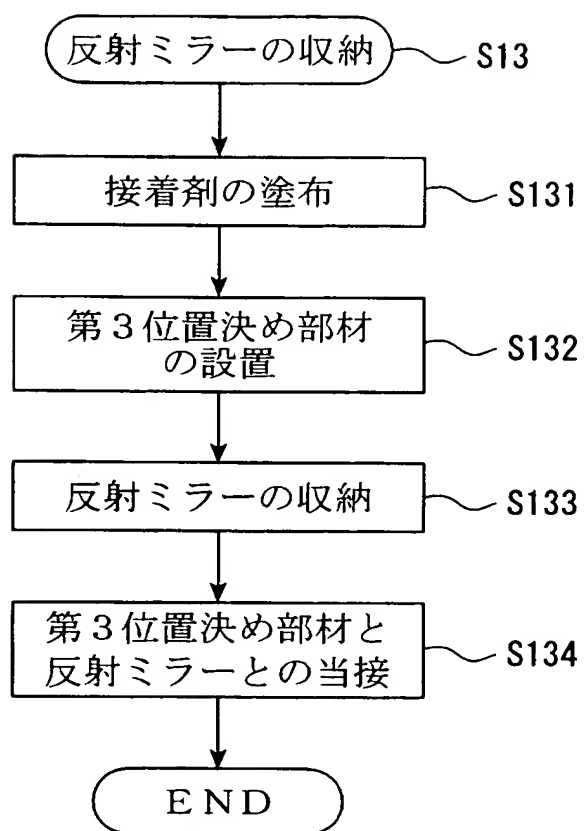 反射ミラーの収納 S13
接着剤の塗布 S131
第3位置決め部材
の設置 S132
反射ミラーの収納 S133
第3位置決め部材と
反射ミラーとの当接 S134
END